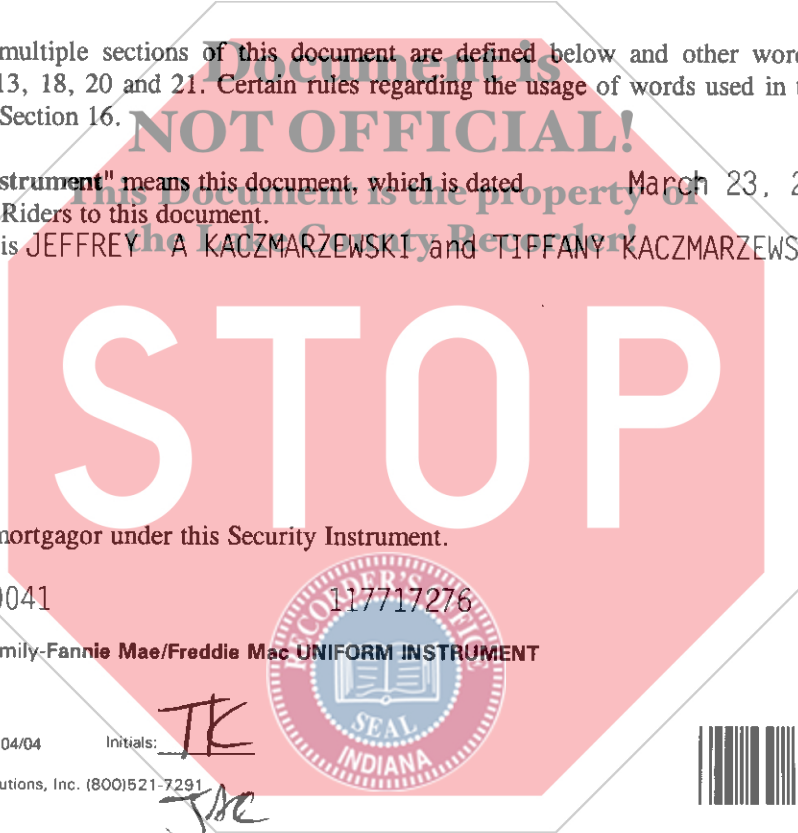 multiple sections of this document are defined below and other word
Document is
13, 18, 20 and 21. Certain rules regarding the usage of words used in t
Section 16.
NOT OFFICIAL!
strument" means this document, which is dated March 23, 2
This Document is the property of
Riders to this document.
is JEFFREY A KACZMARZEWSKI and TIFFANY KACZMARZEWS
the Lake County Recorder!
STOP
mortgagor under this Security Instrument.
0041 117717276
RECORDER'S OFFICE
mily-Fannie Mae/Freddie Mac UNIFORM INSTRUMENT
SEAL
INDIANA
04/04 Initials: TK
utions, Inc. (800)521-7291
JAK